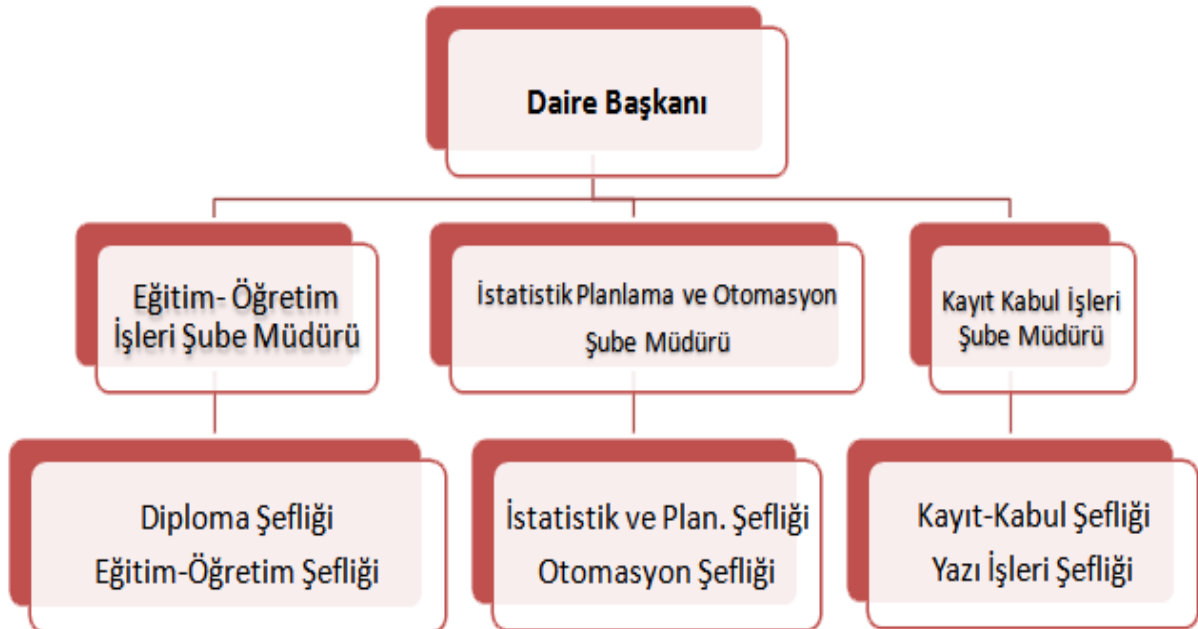 Daire Başkanı
Eğitim- Öğretim
İşleri Şube Müdürü
İstatistik Planlama ve Otomasyon
Şube Müdürü
Kayıt Kabul İşleri
Şube Müdürü
Diploma Şefliği
Eğitim-Öğretim Şefliği
İstatistik ve Plan. Şefliği
Otomasyon Şefliği
Kayıt-Kabul Şefliği
Yazı İşleri Şefliği